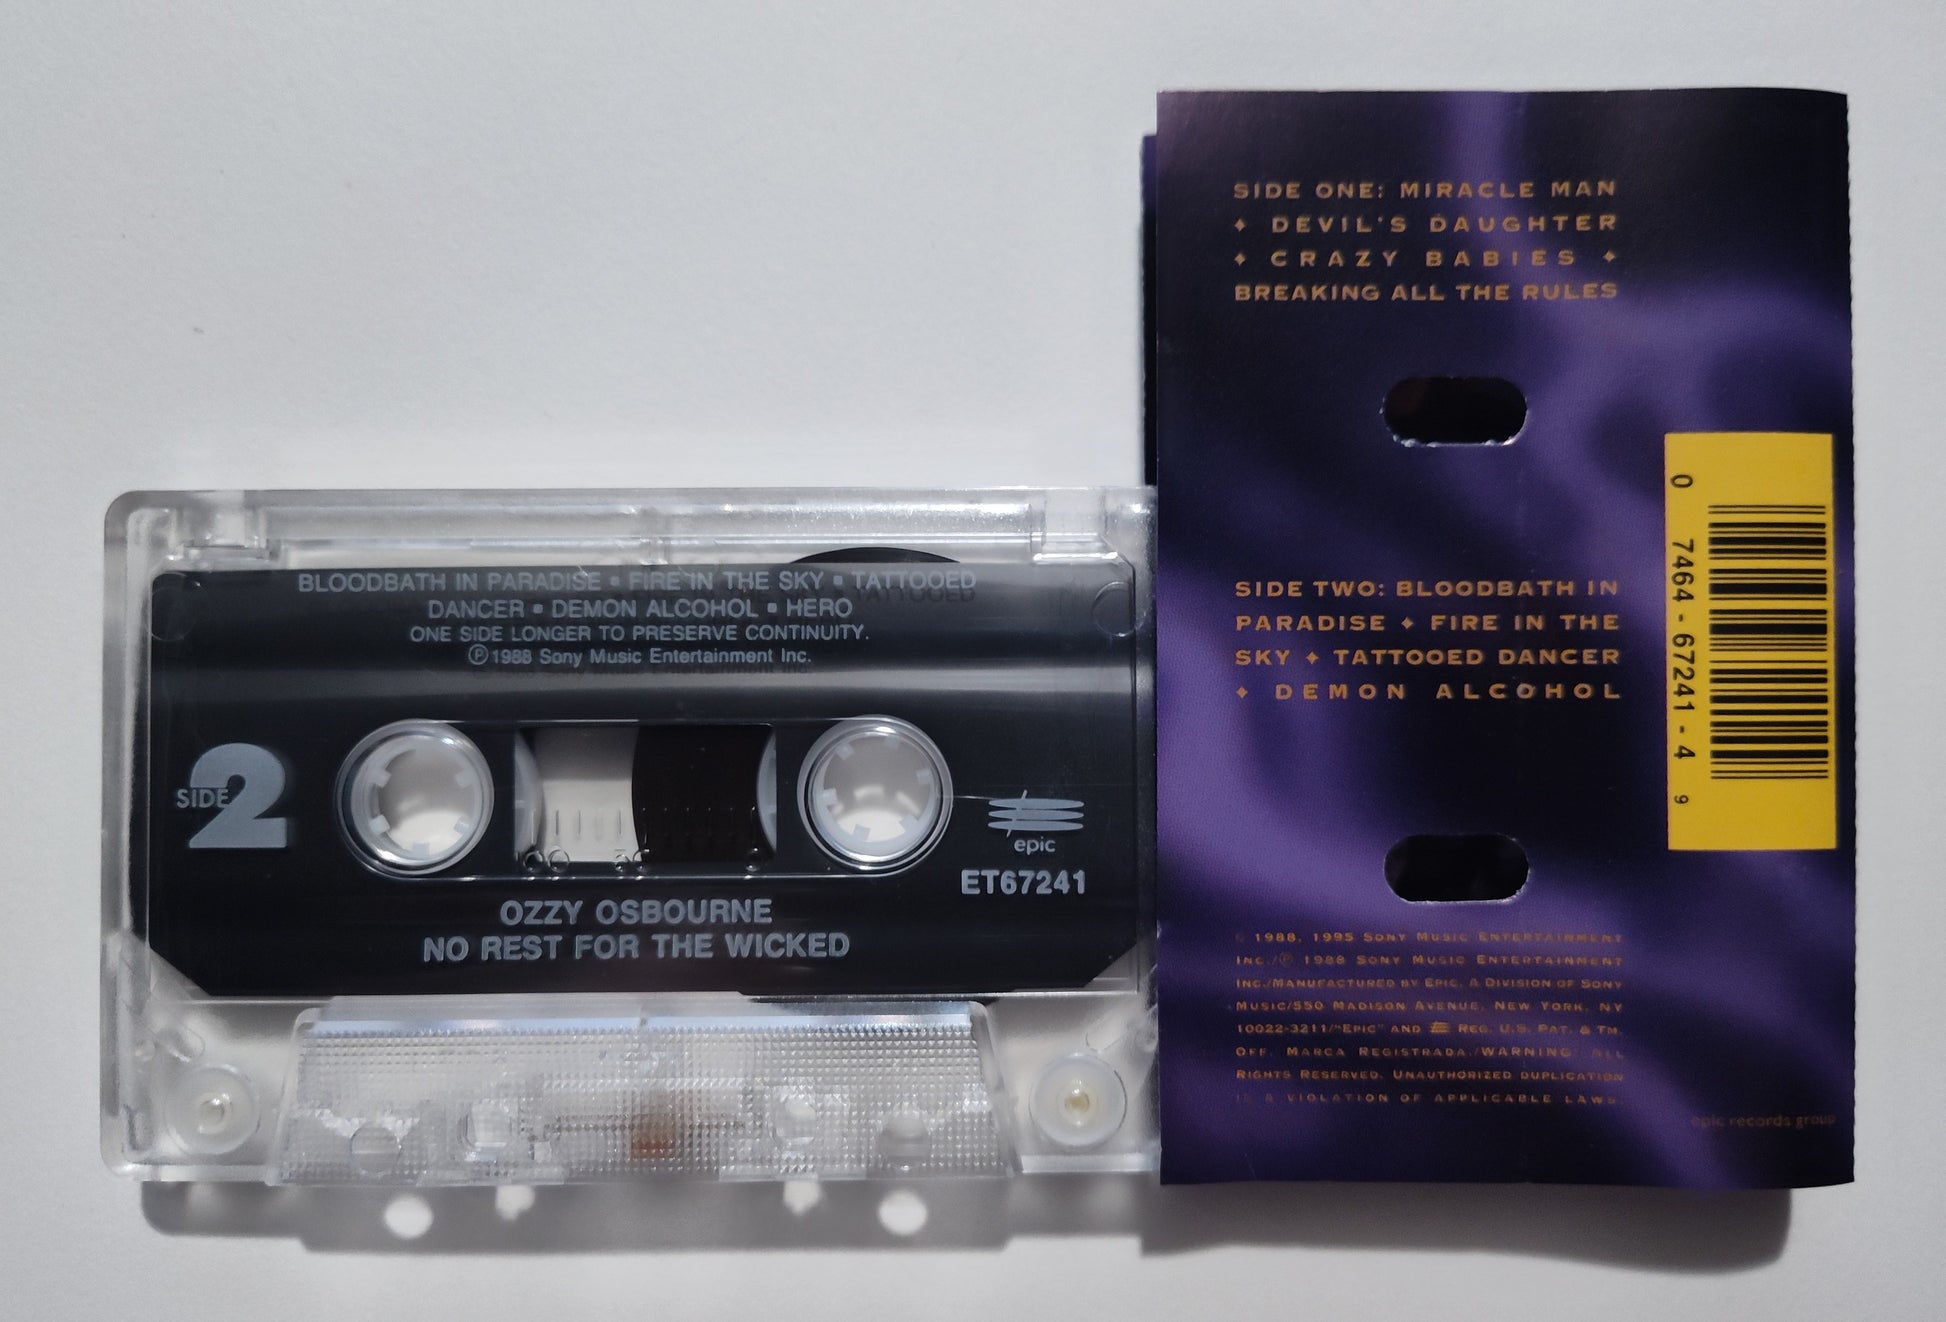 BLOODBATH IN PARADISE ▪ FIRE IN THE SKY ▪ TATTOOED
DANCER ▪ DEMON ALCOHOL ▪ HERO
ONE SIDE LONGER TO PRESERVE CONTINUITY.
℗ 1988 Sony Music Entertainment Inc.
SIDE 2
epic
ET67241
OZZY OSBOURNE
NO REST FOR THE WICKED
SIDE ONE: MIRACLE MAN
✦ DEVIL'S DAUGHTER
✦ CRAZY BABIES ✦
BREAKING ALL THE RULES
SIDE TWO: BLOODBATH IN
PARADISE ✦ FIRE IN THE
SKY ✦ TATTOOED DANCER
✦ DEMON ALCOHOL
0 7464-67241-4 9
© 1988, 1995 SONY MUSIC ENTERTAINMENT
INC./℗ 1988 SONY MUSIC ENTERTAINMENT
INC./MANUFACTURED BY EPIC, A DIVISION OF SONY
MUSIC/550 MADISON AVENUE, NEW YORK, NY
10022-3211/"EPIC" AND REG. U.S. PAT. & TM.
OFF. MARCA REGISTRADA./WARNING: ALL
RIGHTS RESERVED. UNAUTHORIZED DUPLICATION
IS A VIOLATION OF APPLICABLE LAWS.
epic records group